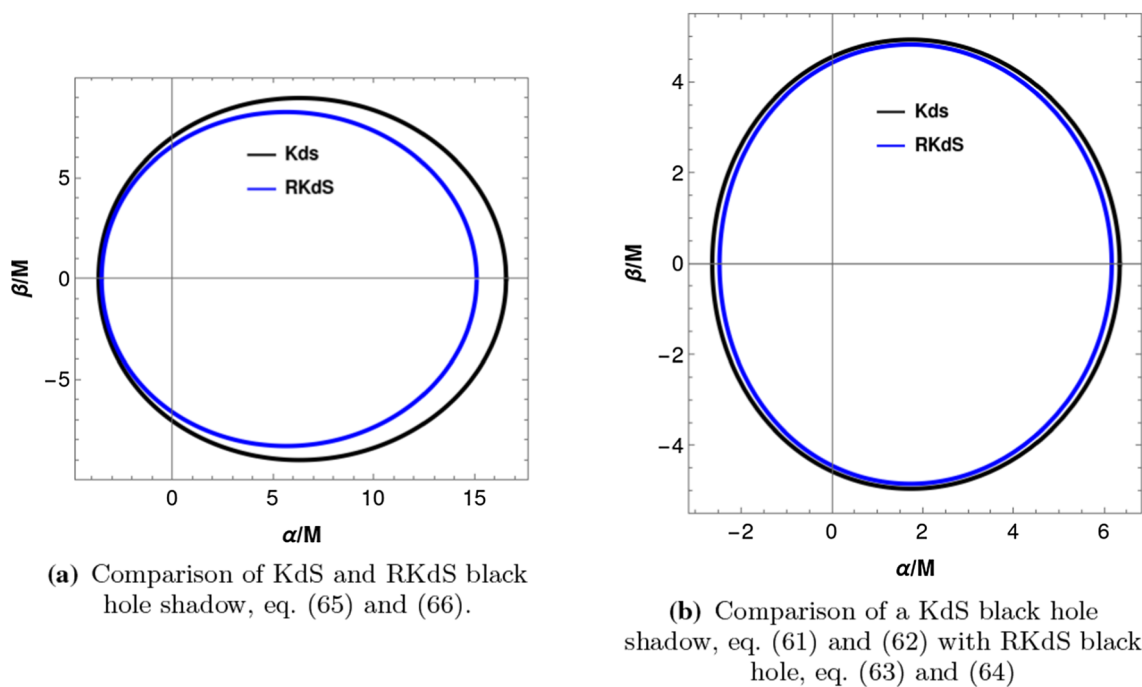 5
0
−5
β/M
Kds
RKdS
0
5
10
15
α/M
(a) Comparison of KdS and RKdS black
hole shadow, eq. (65) and (66).
4
2
0
−2
−4
β/M
Kds
RKdS
−2
0
2
4
6
α/M
(b) Comparison of a KdS black hole
shadow, eq. (61) and (62) with RKdS black
hole, eq. (63) and (64)